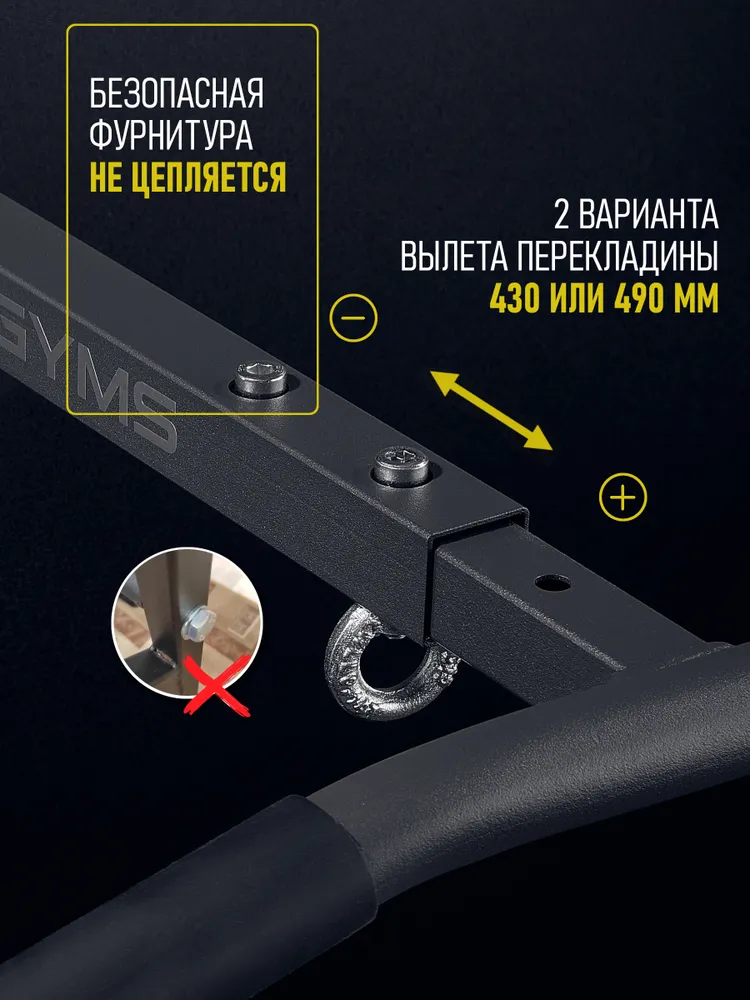 БЕЗОПАСНАЯ
ФУРНИТУРА
НЕ ЦЕПЛЯЕТСЯ
2 ВАРИАНТА
ВЫЛЕТА ПЕРЕКЛАДИНЫ
430 ИЛИ 490 ММ
GYMS